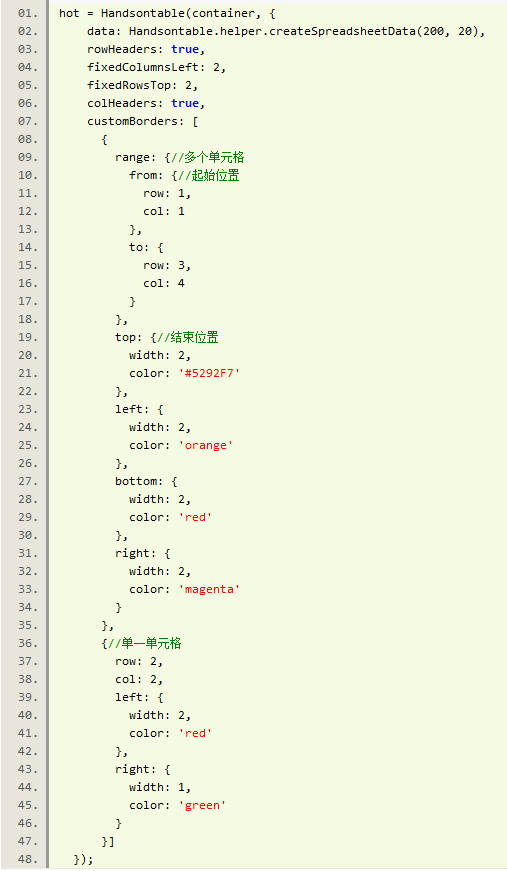 01. hot = Handsontable(container, {
02.     data: Handsontable.helper.createSpreadsheetData(200, 20),
03.     rowHeaders: true,
04.     fixedColumnsLeft: 2,
05.     fixedRowsTop: 2,
06.     colHeaders: true,
07.     customBorders: [
08.       {
09.         range: {//多个单元格
10.           from: {//起始位置
11.             row: 1,
12.             col: 1
13.           },
14.           to: {
15.             row: 3,
16.             col: 4
17.           }
18.         },
19.         top: {//结束位置
20.           width: 2,
21.           color: '#5292F7'
22.         },
23.         left: {
24.           width: 2,
25.           color: 'orange'
26.         },
27.         bottom: {
28.           width: 2,
29.           color: 'red'
30.         },
31.         right: {
32.           width: 2,
33.           color: 'magenta'
34.         }
35.       },
36.       {//单一单元格
37.         row: 2,
38.         col: 2,
39.         left: {
40.           width: 2,
41.           color: 'red'
42.         },
43.         right: {
44.           width: 1,
45.           color: 'green'
46.         }
47.       }]
48.   });